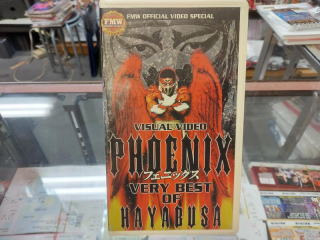 FMW
FMW OFFICIAL VIDEO SPECIAL
VISUAL VIDEO
PHOENIX
フェニックス
VERY BEST
OF
HAYABUSA